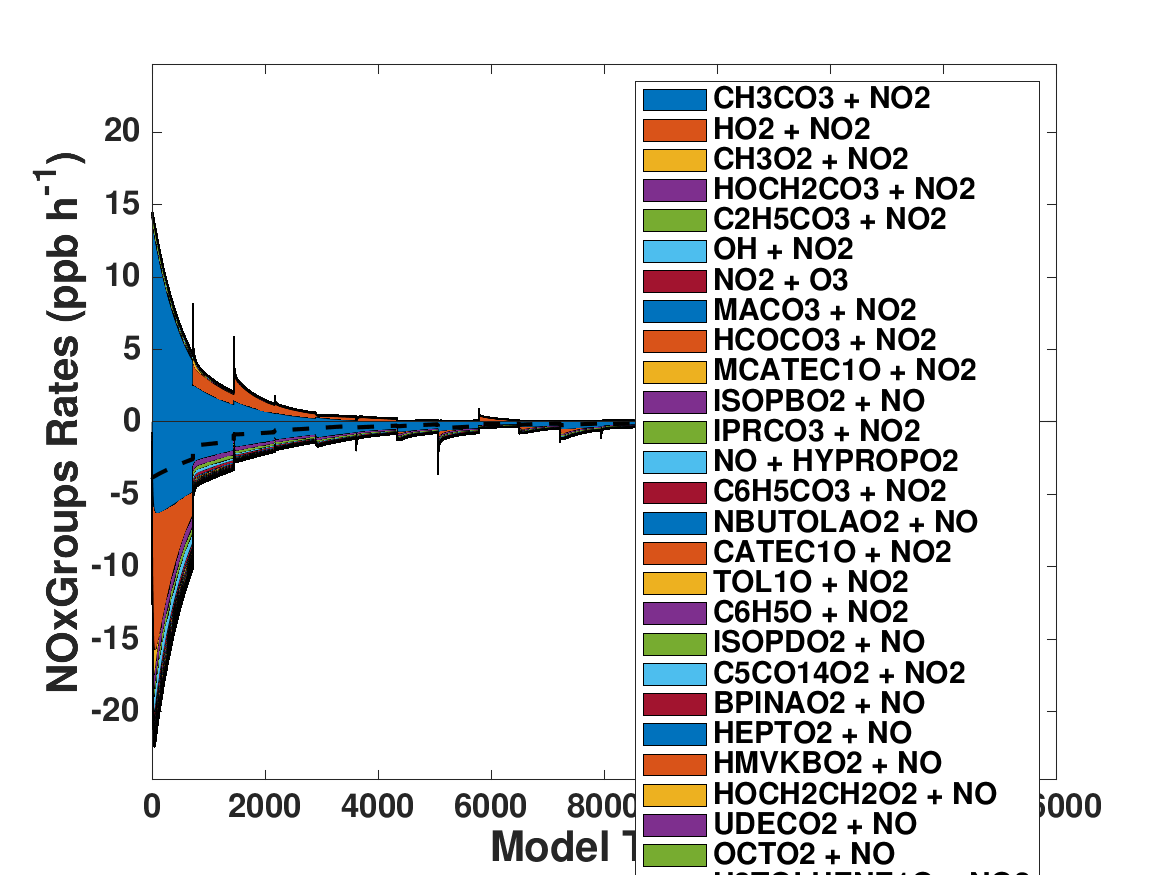 NOxGroups Rates (ppb h-1)
20
15
10
5
0
-5
-10
-15
-20
0 2000 4000 6000 8000 6000
Model T
CH3CO3 + NO2
HO2 + NO2
CH3O2 + NO2
HOCH2CO3 + NO2
C2H5CO3 + NO2
OH + NO2
NO2 + O3
MACO3 + NO2
HCOCO3 + NO2
MCATEC1O + NO2
ISOPBO2 + NO
IPRCO3 + NO2
NO + HYPROPO2
C6H5CO3 + NO2
NBUTOLAO2 + NO
CATEC1O + NO2
TOL1O + NO2
C6H5O + NO2
ISOPDO2 + NO
C5CO14O2 + NO2
BPINAO2 + NO
HEPTO2 + NO
HMVKBO2 + NO
HOCH2CH2O2 + NO
UDECO2 + NO
OCTO2 + NO